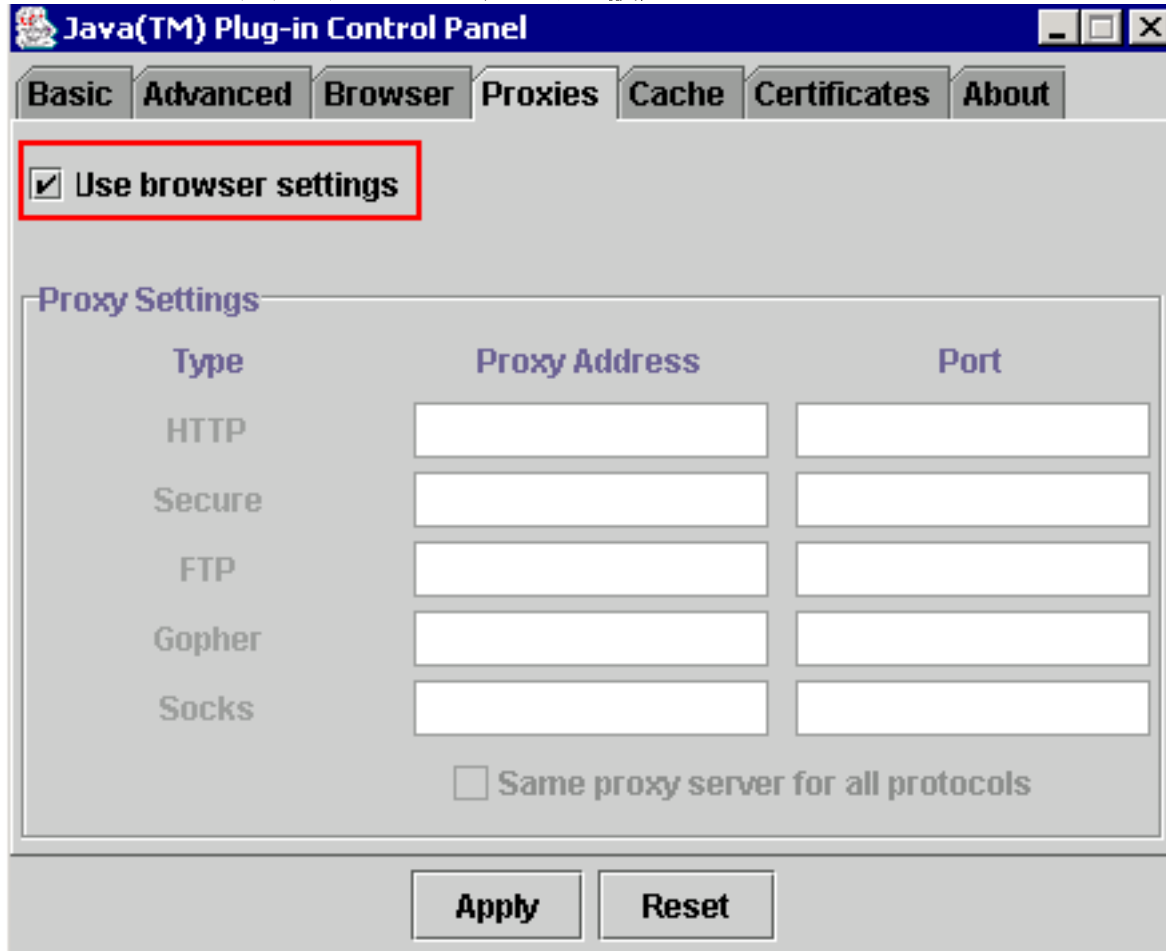 Java(TM) Plug-in Control Panel
Basic Advanced Browser Proxies Cache Certificates About
Use browser settings
Proxy Settings
Type Proxy Address Port
HTTP
Secure
FTP
Gopher
Socks
Same proxy server for all protocols
Apply Reset